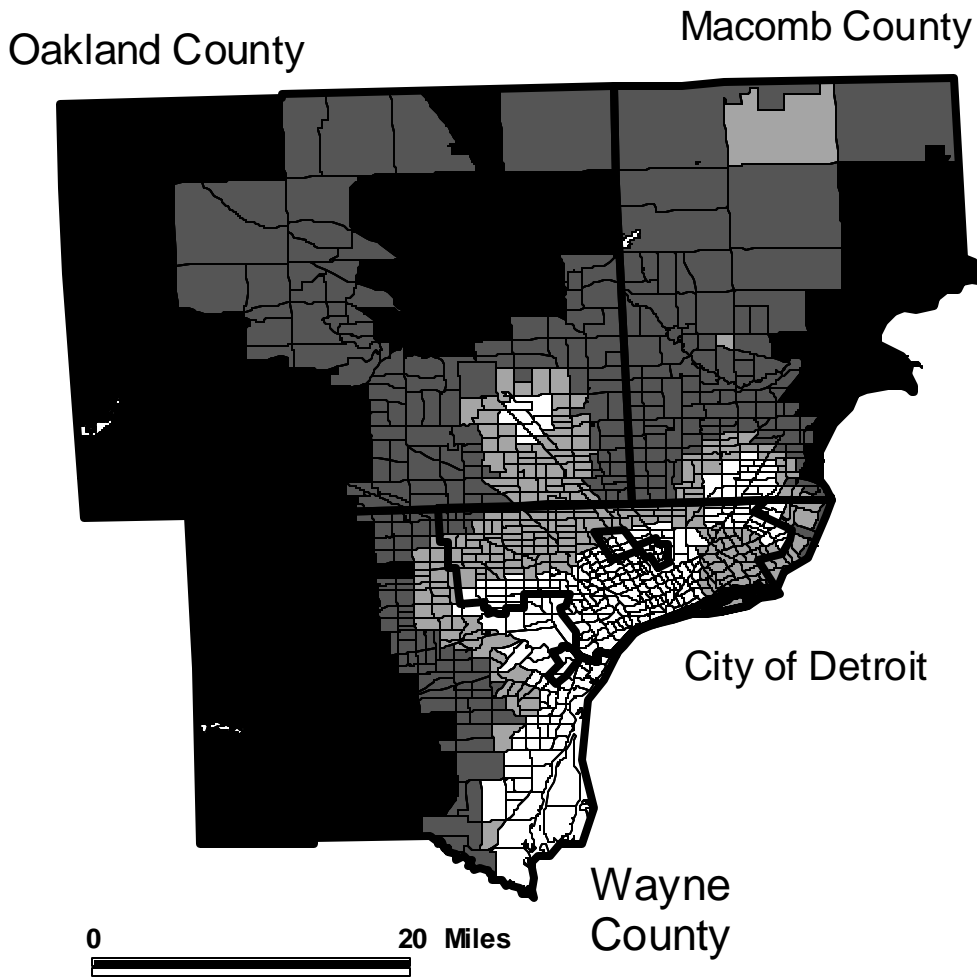 Oakland County
Macomb County
City of Detroit
Wayne
County
0 20 Miles